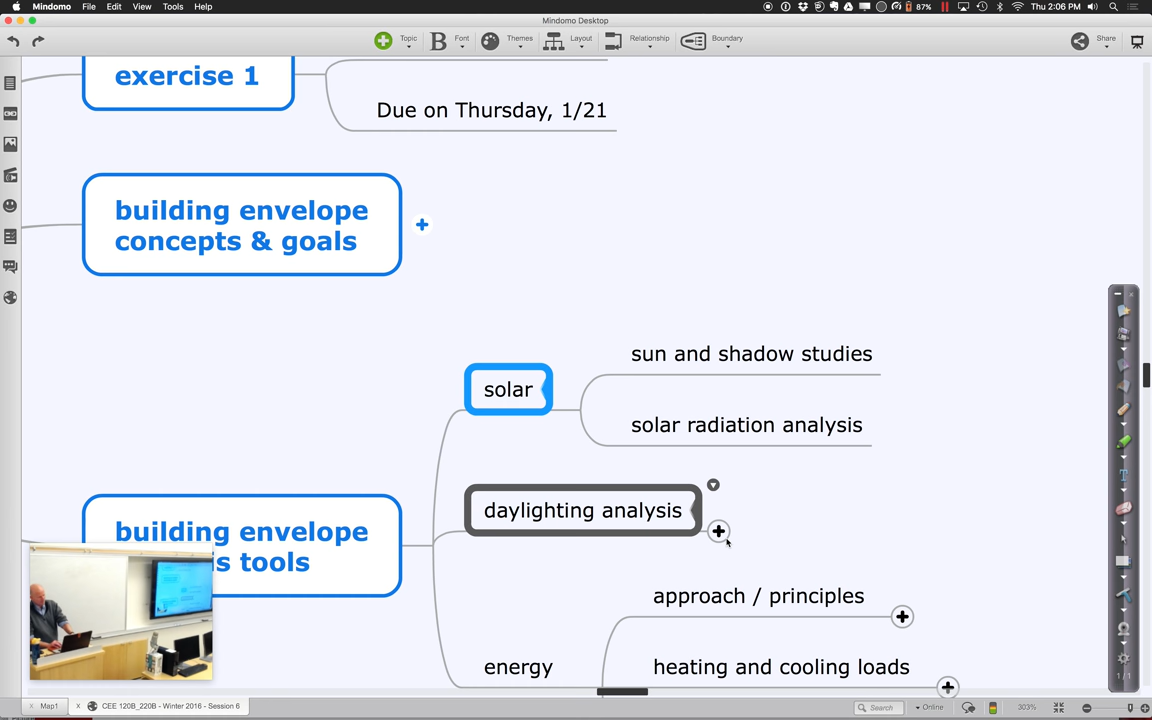 Mindomo File Edit View Tools Help
87% Thu 2:06 PM
Mindomo Desktop
Topic Font Themes Layout Relationship Boundary Share
exercise 1
Due on Thursday, 1/21
building envelope
concepts & goals
sun and shadow studies
solar
solar radiation analysis
daylighting analysis
building envelope
s tools
approach / principles
energy
heating and cooling loads
1/1
Map1 CEE 120B_220B - Winter 2016 - Session 6 Search Online 303%